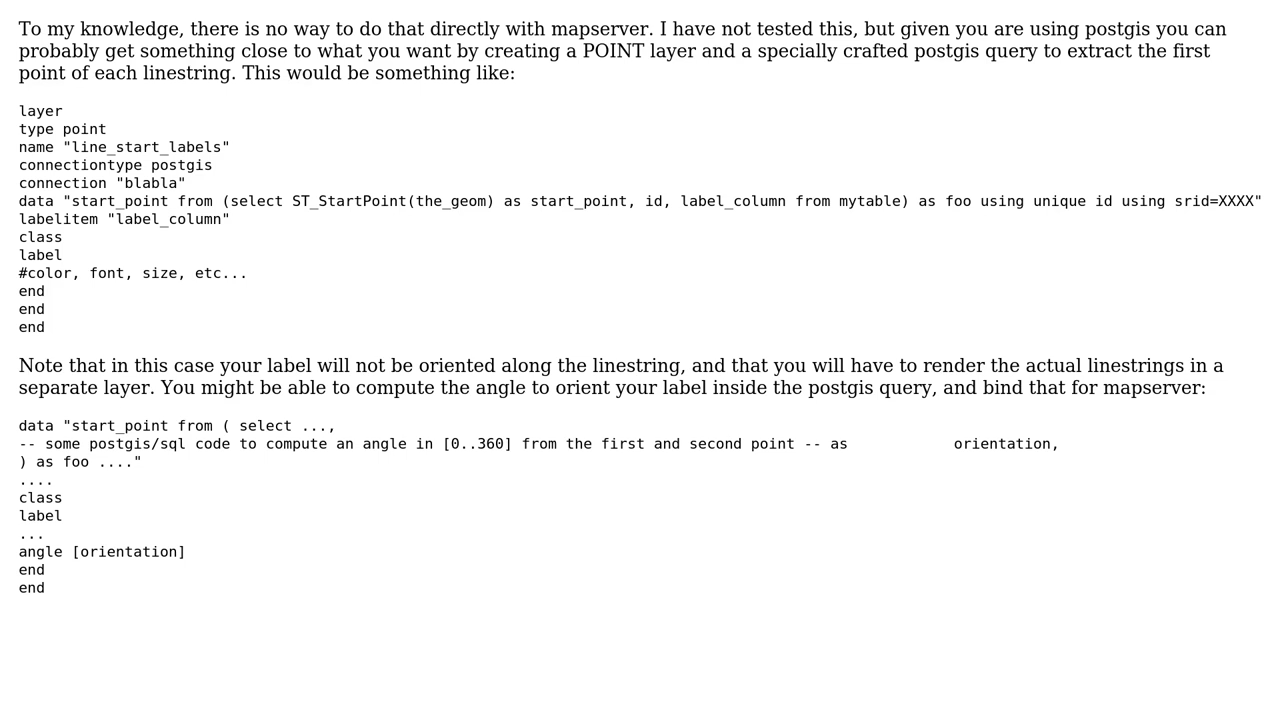 To my knowledge, there is no way to do that directly with mapserver. I have not tested this, but given you are using postgis you can
probably get something close to what you want by creating a POINT layer and a specially crafted postgis query to extract the first
point of each linestring. This would be something like:
layer
type point
name "line_start_labels"
connectiontype postgis
connection "blabla"
data "start_point from (select ST_StartPoint(the_geom) as start_point, id, label_column from mytable) as foo using unique id using srid=XXXX"
labelitem "label_column"
class
label
#color, font, size, etc...
end
end
end
Note that in this case your label will not be oriented along the linestring, and that you will have to render the actual linestrings in a
separate layer. You might be able to compute the angle to orient your label inside the postgis query, and bind that for mapserver:
data "start_point from ( select ...,
-- some postgis/sql code to compute an angle in [0..360] from the first and second point -- as            orientation,
) as foo ...."
....
class
label
...
angle [orientation]
end
end